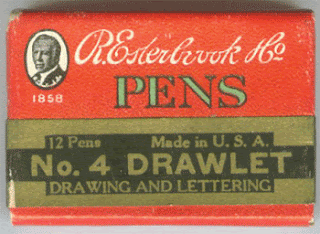 R. Esterbrook & Co
1858
PENS
12 Pens Made in U. S. A.
No. 4 DRAWLET
DRAWING AND LETTERING